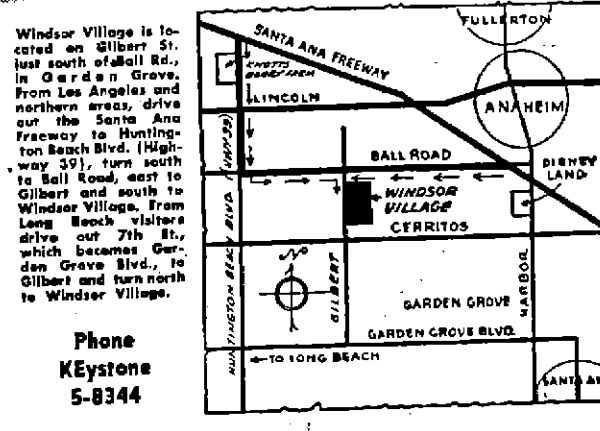 Windsor Village is lo-
cated on Gilbert St.
just south of Ball Rd.,
in Garden Grove.
From Los Angeles and
northern areas, drive
out the Santa Ana
Freeway to Hunting-
ton Beach Blvd. (High-
way 39), turn south
to Ball Road, east to
Gilbert and south to
Windsor Village. From
Long Beach visitors
drive out 7th St.,
which becomes Gar-
den Grove Blvd., to
Gilbert and turn north
to Windsor Village.
Phone
KEystone
5-8344
FULLERTON
SANTA ANA FREEWAY
KNOTTS
BERRY FARM
LINCOLN
ANAHEIM
HUNTINGTON BEACH BLVD. (HWY 39)
BALL ROAD
DISNEY
LAND
WINDSOR
VILLAGE
CERRITOS
GILBERT
HARBOR
GARDEN GROVE
GARDEN GROVE BLVD.
TO LONG BEACH
SANTA A